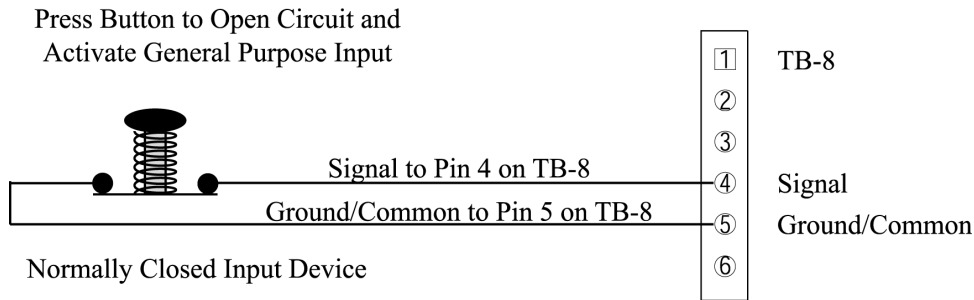 Press Button to Open Circuit and
Activate General Purpose Input
1 TB-8
2
3
Signal to Pin 4 on TB-8 4 Signal
Ground/Common to Pin 5 on TB-8 5 Ground/Common
6
Normally Closed Input Device